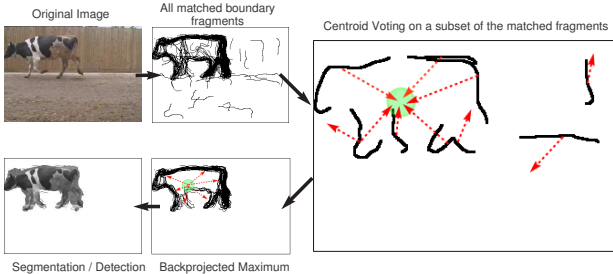 Original Image
All matched boundary
fragments
Centroid Voting on a subset of the matched fragments
Segmentation / Detection
Backprojected Maximum